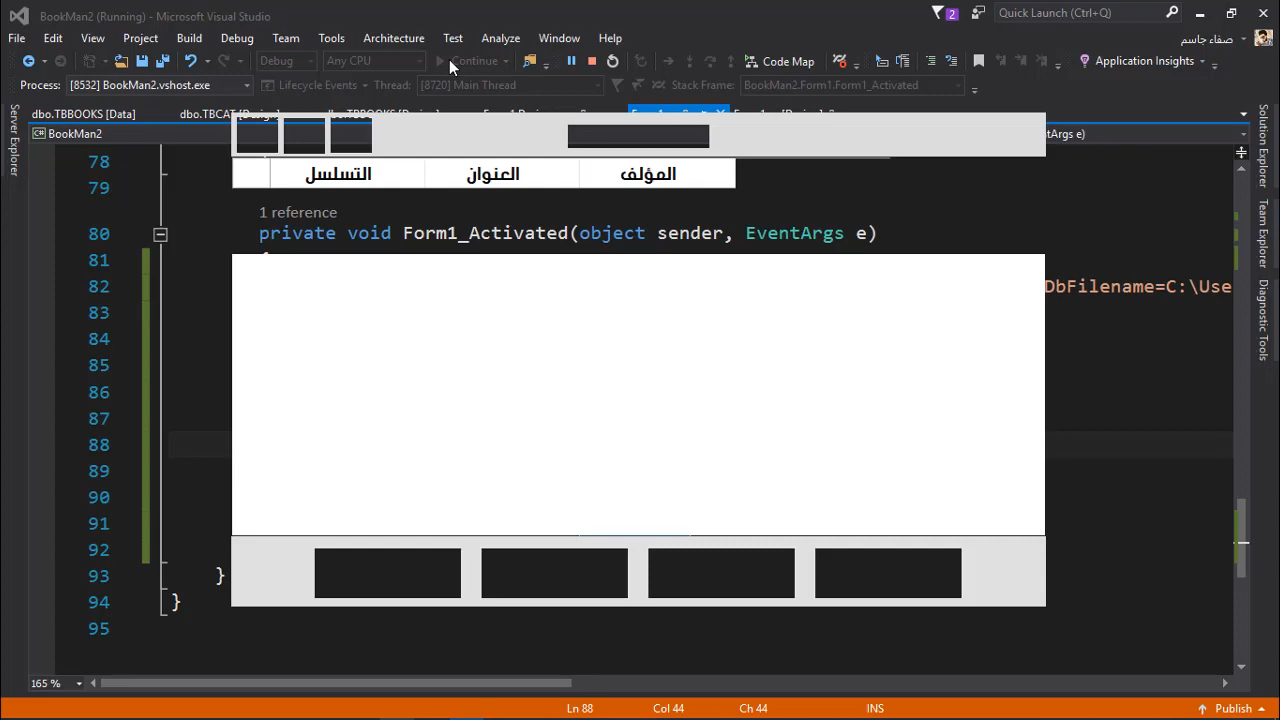 BookMan2 (Running) - Microsoft Visual Studio
2
Quick Launch (Ctrl+Q)
File Edit View Project Build Debug Team Tools Architecture Test Analyze Window Help
صفاء جاسم
Debug Any CPU Continue Code Map Application Insights
Process: [8532] BookMan2.vshost.exe Lifecycle Events Thread: [8720] Main Thread Stack Frame: BookMan2.Form1.Form1_Activated
dbo.TBBOOKS [Data]
BookMan2
Server Explorer
Solution Explorer
Team Explorer
Diagnostic Tools
التسلسل العنوان المؤلف
78
79
1 reference
80 private void Form1_Activated(object sender, EventArgs e)
81
82 DbFilename=C:\Use
83
84
85
86
87
88
89
90
91
92
93 }
94 }
95
165 %
Ln 88 Col 44 Ch 44 INS Publish